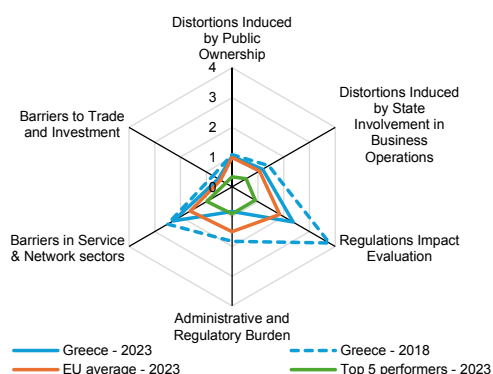 Distortions Induced
by Public
Ownership
4
3
2
1
0
Distortions Induced
by State
Involvement in
Business
Operations
Regulations Impact
Evaluation
Administrative and
Regulatory Burden
Barriers in Service
& Network sectors
Barriers to Trade
and Investment
Greece - 2023
Greece - 2018
EU average - 2023
Top 5 performers - 2023